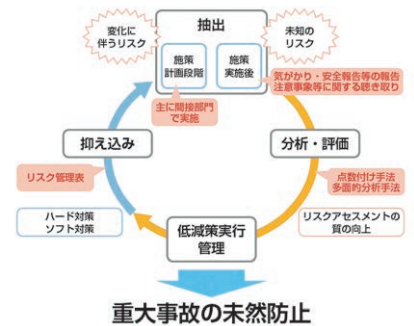 抽出
変化に
伴うリスク
未知の
リスク
施策
計画段階
施策
実施後
気がかり・安全報告等の報告
注意事象等に関する聴き取り
主に間接部門
で実施
抑え込み
分析・評価
リスク管理表
点数付け手法
多面的分析手法
ハード対策
ソフト対策
低減策実行
管理
リスクアセスメントの
質の向上
重大事故の未然防止